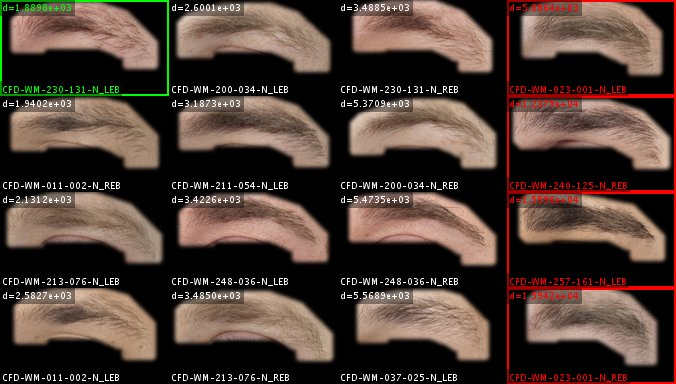 d=1.8898e+03
CFD-WM-230-131-N_LEB
d=2.6001e+03
CFD-WM-200-034-N_LEB
d=3.4885e+03
CFD-WM-230-131-N_REB
CFD-WM-023-001-N_LEB
d=1.9402e+03
CFD-WM-011-002-N_REB
d=3.1873e+03
CFD-WM-211-054-N_LEB
d=5.3709e+03
CFD-WM-200-034-N_REB
CFD-WM-240-125-N_REB
d=2.1312e+03
CFD-WM-213-076-N_LEB
d=3.4226e+03
CFD-WM-248-036-N_LEB
d=5.4735e+03
CFD-WM-248-036-N_REB
CFD-WM-257-161-N_LEB
d=2.5827e+03
CFD-WM-011-002-N_LEB
d=3.4850e+03
CFD-WM-213-076-N_REB
d=5.5689e+03
CFD-WM-037-025-N_LEB
CFD-WM-023-001-N_REB